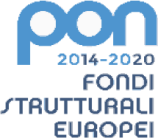 pon
2014-2020
FONDI
STRUTTURALI
EUROPEI